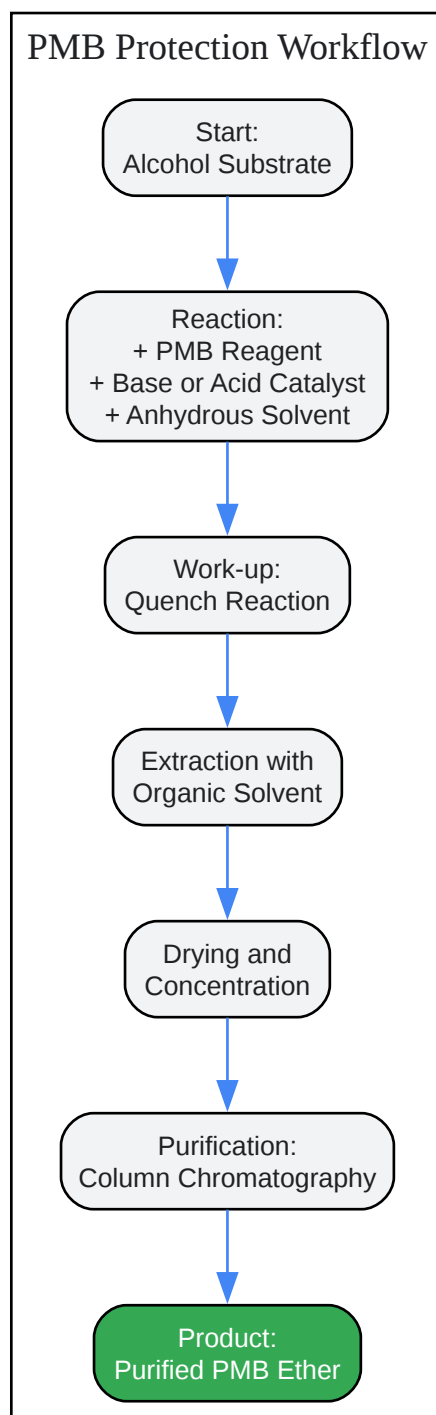 PMB Protection Workflow
Start:
Alcohol Substrate
Reaction:
+ PMB Reagent
+ Base or Acid Catalyst
+ Anhydrous Solvent
Work-up:
Quench Reaction
Extraction with
Organic Solvent
Drying and
Concentration
Purification:
Column Chromatography
Product:
Purified PMB Ether